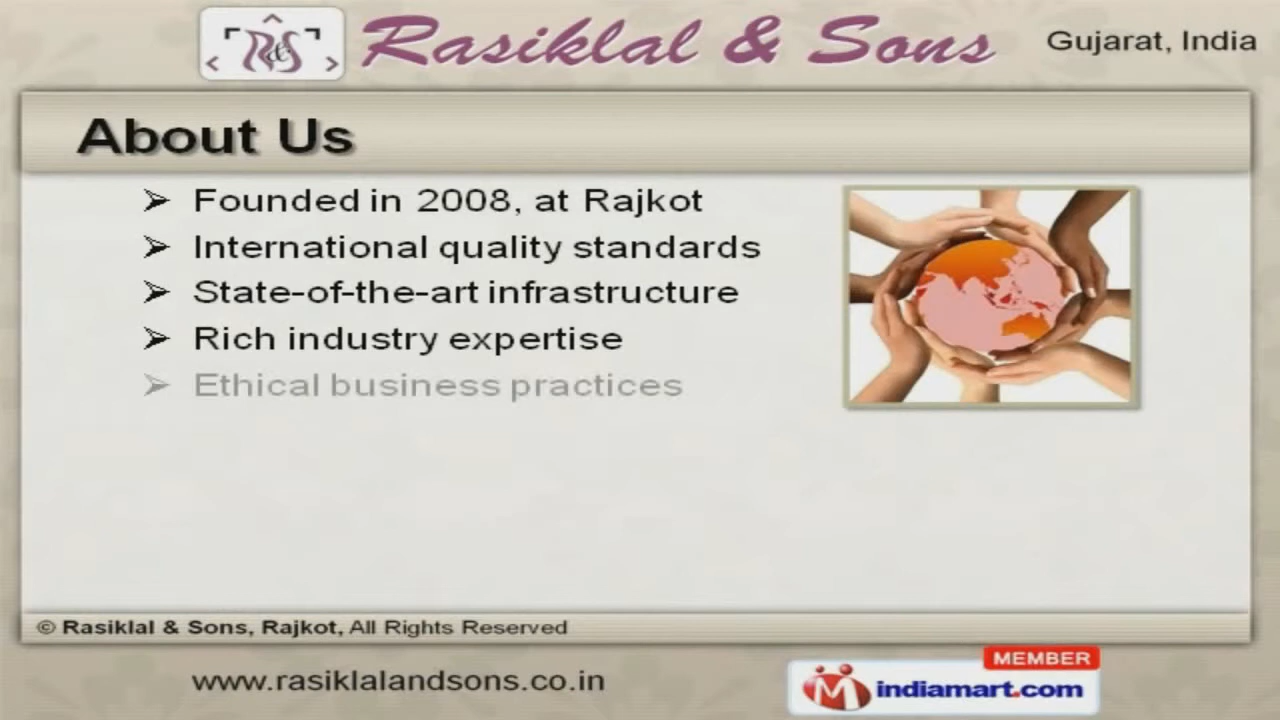 R&S
Rasiklal & Sons
Gujarat, India
About Us
➢ Founded in 2008, at Rajkot
➢ International quality standards
➢ State-of-the-art infrastructure
➢ Rich industry expertise
➢ Ethical business practices
© Rasiklal & Sons, Rajkot, All Rights Reserved
www.rasiklalandsons.co.in
MEMBER
indiamart.com